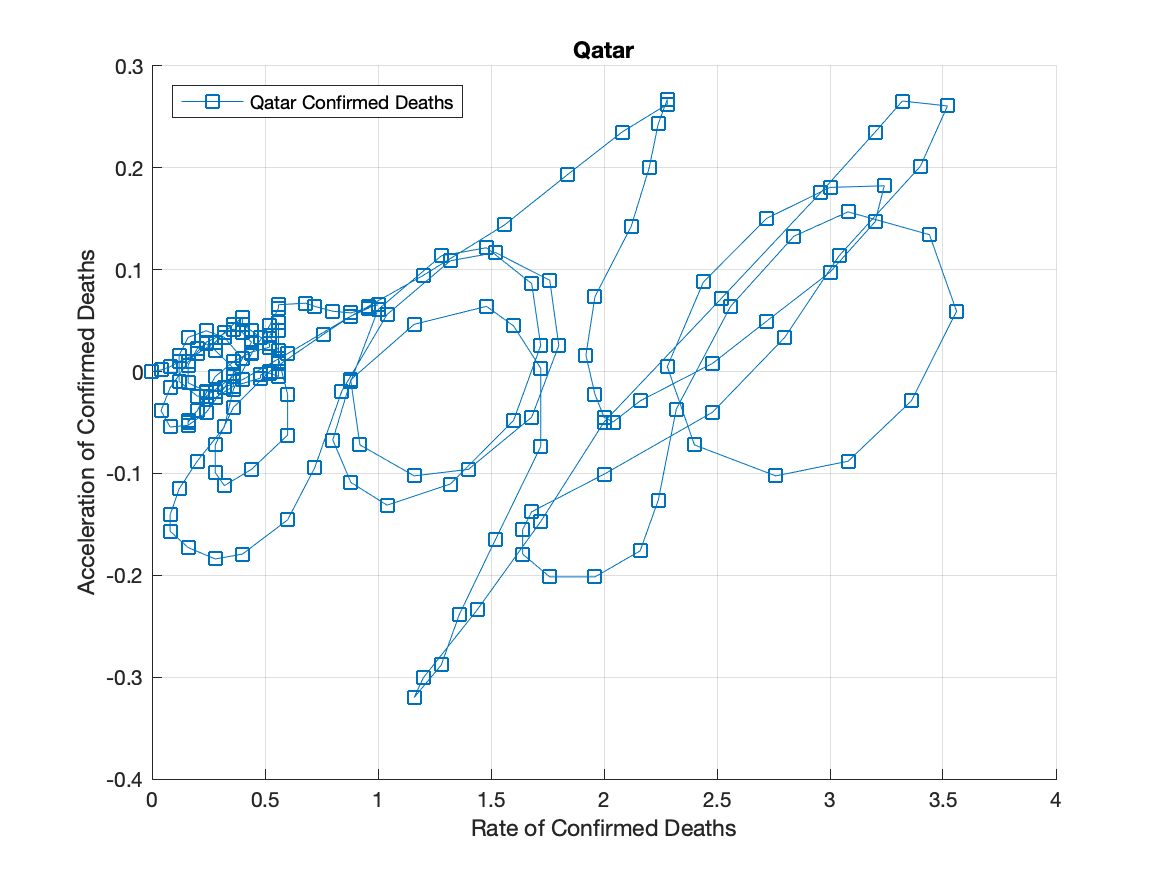 Qatar
Qatar Confirmed Deaths
Acceleration of Confirmed Deaths
0.3
0.2
0.1
0
-0.1
-0.2
-0.3
-0.4
0 0.5 1 1.5 2 2.5 3 3.5 4
Rate of Confirmed Deaths